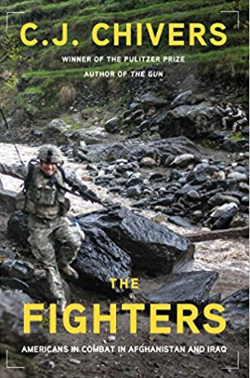 C.J. CHIVERS
WINNER OF THE PULITZER PRIZE
AUTHOR OF THE GUN
THE
FIGHTERS
AMERICANS IN COMBAT IN AFGHANISTAN AND IRAQ